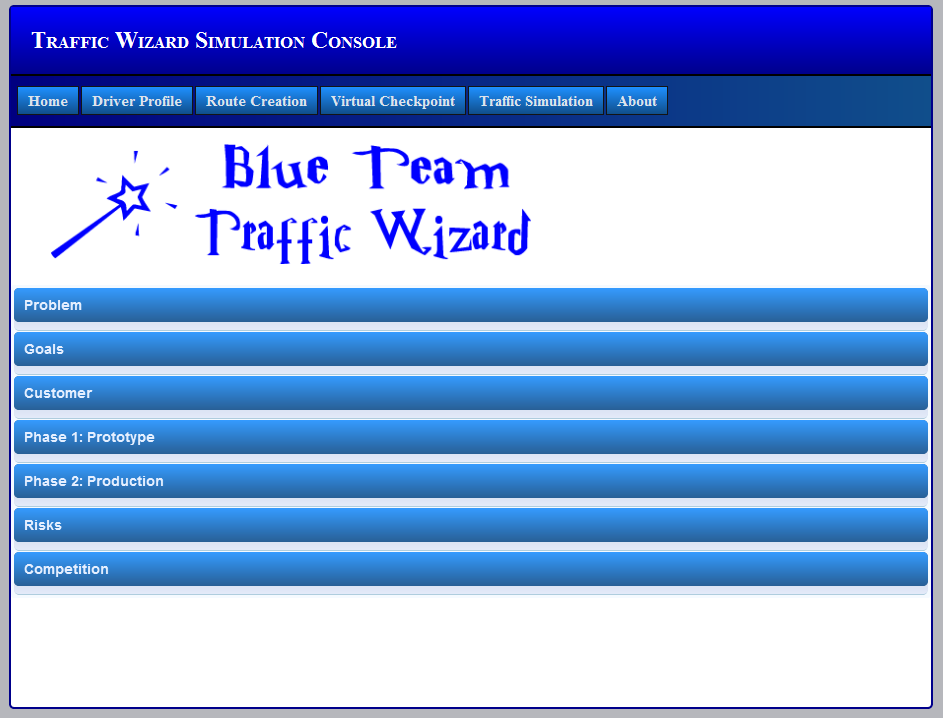 Traffic Wizard Simulation Console
Home Driver Profile Route Creation Virtual Checkpoint Traffic Simulation About
Blue Team
Traffic Wizard
Problem
Goals
Customer
Phase 1: Prototype
Phase 2: Production
Risks
Competition